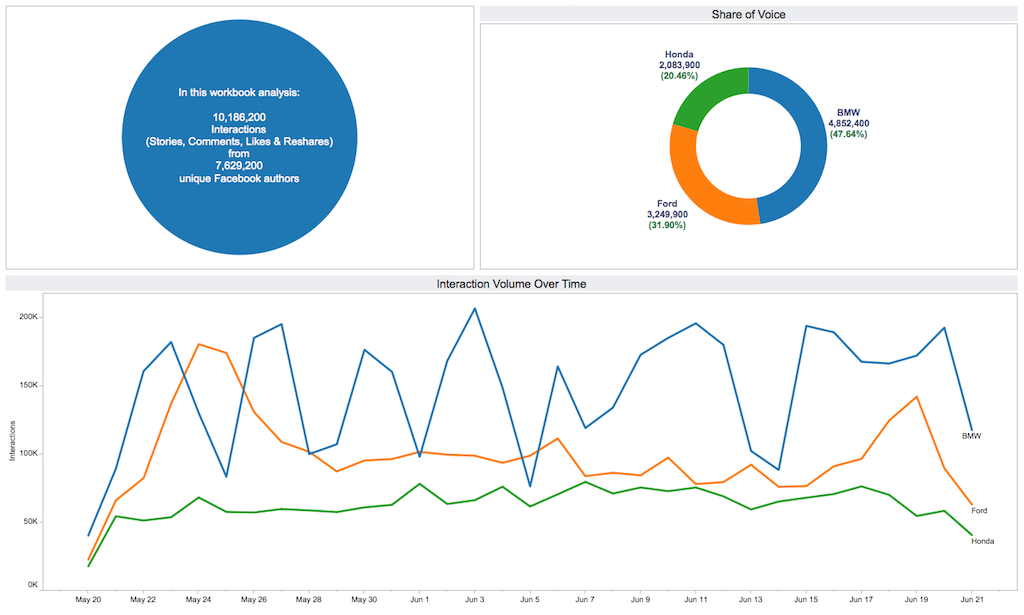 In this workbook analysis:
10,186,200
Interactions
(Stories, Comments, Likes & Reshares)
from
7,629,200
unique Facebook authors
Share of Voice
Honda
2,083,900
(20.46%)
BMW
4,852,400
(47.64%)
Ford
3,249,900
(31.90%)
Interaction Volume Over Time
Interactions
200K
150K
100K
50K
0K
BMW
Ford
Honda
May 20 May 22 May 24 May 26 May 28 May 30 Jun 1 Jun 3 Jun 5 Jun 7 Jun 9 Jun 11 Jun 13 Jun 15 Jun 17 Jun 19 Jun 21